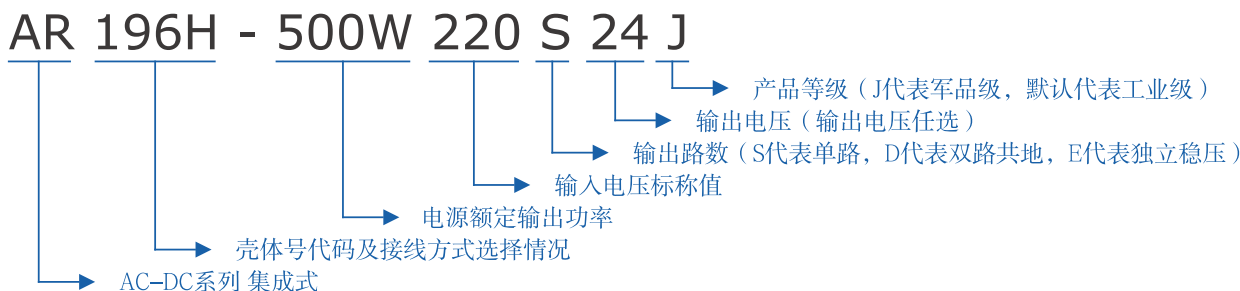 AR 196H - 500W 220 S 24 J
产品等级（J代表军品级，默认代表工业级）
输出电压（输出电压任选）
输出路数（S代表单路，D代表双路共地，E代表独立稳压）
输入电压标称值
电源额定输出功率
壳体号代码及接线方式选择情况
AC-DC系列 集成式